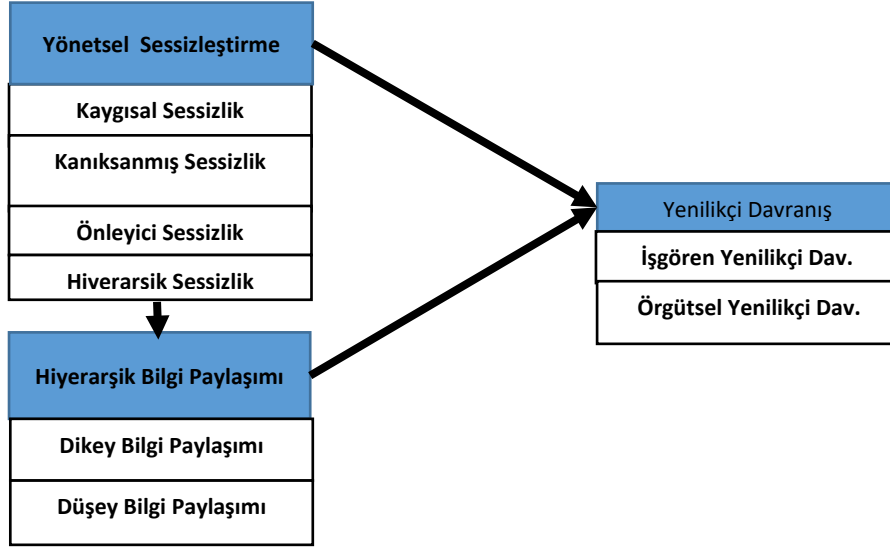 Yönetsel Sessizleştirme
Kaygısal Sessizlik
Kanıksanmış Sessizlik
Önleyici Sessizlik
Hiverarsik Sessizlik
Hiyerarşik Bilgi Paylaşımı
Dikey Bilgi Paylaşımı
Düşey Bilgi Paylaşımı
Yenilikçi Davranış
İşgören Yenilikçi Dav.
Örgütsel Yenilikçi Dav.